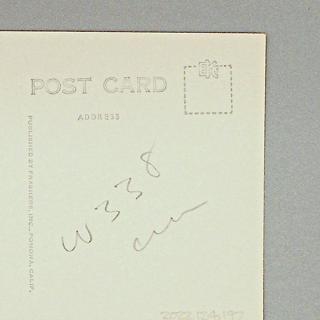 POST CARD
ADDRESS
PUBLISHED BY FRASHERS, INC., POMONA, CALIF.
W338